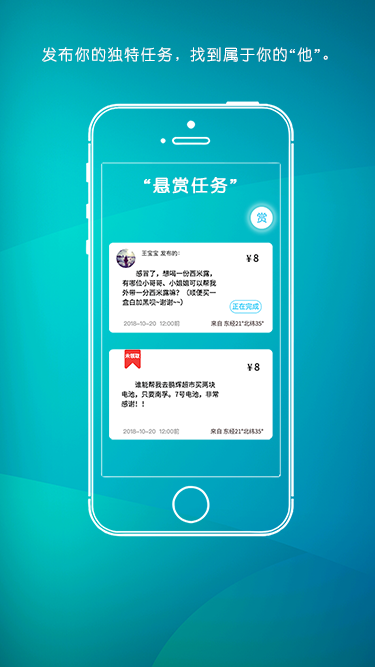 发布你的独特任务，找到属于你的“他”。
“悬赏任务”
赏
王宝宝 发布的：
¥8
感冒了，想喝一份西米露，
有哪位小哥哥、小姐姐可以帮我
外带一分西米露嘛？（顺便买一
盒白加黑呗~谢谢~~）
正在完成
2018-10-20 12:00前
来自 东经21°北纬35°
未领取
¥8
谁能帮我去鹏辉超市买两块
电池，只要南孚。7号电池，非常
感谢！！
2018-10-20 12:00前
来自 东经21°北纬35°